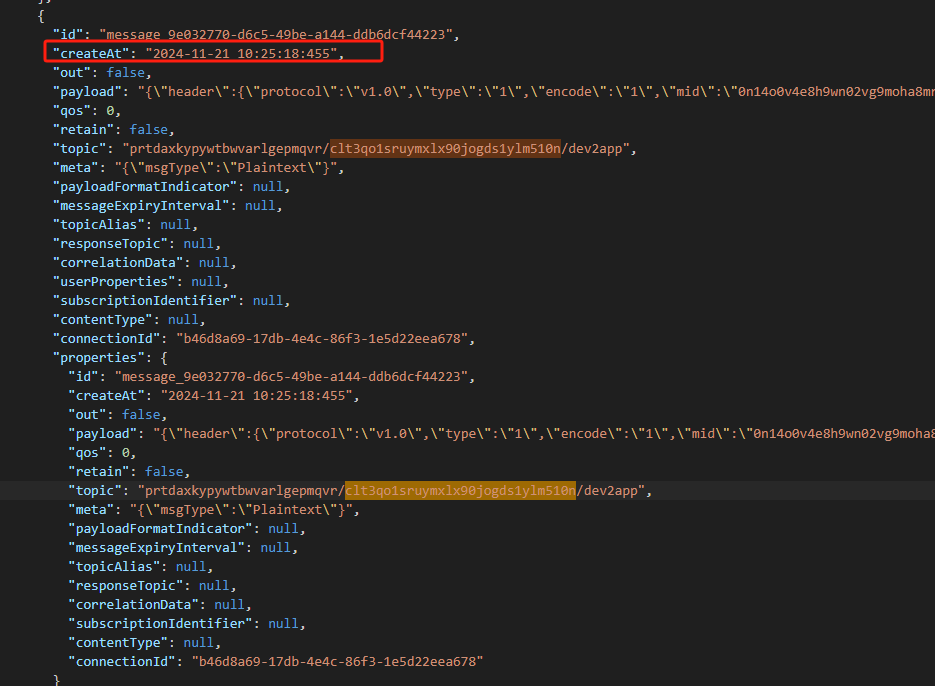 },
{
"id": "message_9e032770-d6c5-49be-a144-ddb6dcf44223",
"createAt": "2024-11-21 10:25:18:455",
"out": false,
"payload": "{\"header\":{\"protocol\":\"v1.0\",\"type\":\"1\",\"encode\":\"1\",\"mid\":\"0n14o0v4e8h9wn02vg9moha8mr
"qos": 0,
"retain": false,
"topic": "prtdaxkypywtbwvarlgepmqvr/clt3qo1sruymxlx90jogds1ylm510n/dev2app",
"meta": "{\"msgType\":\"Plaintext\"}",
"payloadFormatIndicator": null,
"messageExpiryInterval": null,
"topicAlias": null,
"responseTopic": null,
"correlationData": null,
"userProperties": null,
"subscriptionIdentifier": null,
"contentType": null,
"connectionId": "b46d8a69-17db-4e4c-86f3-1e5d22eea678",
"properties": {
"id": "message_9e032770-d6c5-49be-a144-ddb6dcf44223",
"createAt": "2024-11-21 10:25:18:455",
"out": false,
"payload": "{\"header\":{\"protocol\":\"v1.0\",\"type\":\"1\",\"encode\":\"1\",\"mid\":\"0n14o0v4e8h9wn02vg9moha8
"qos": 0,
"retain": false,
"topic": "prtdaxkypywtbwvarlgepmqvr/clt3qo1sruymxlx90jogds1ylm510n/dev2app",
"meta": "{\"msgType\":\"Plaintext\"}",
"payloadFormatIndicator": null,
"messageExpiryInterval": null,
"topicAlias": null,
"responseTopic": null,
"correlationData": null,
"subscriptionIdentifier": null,
"contentType": null,
"connectionId": "b46d8a69-17db-4e4c-86f3-1e5d22eea678"
}